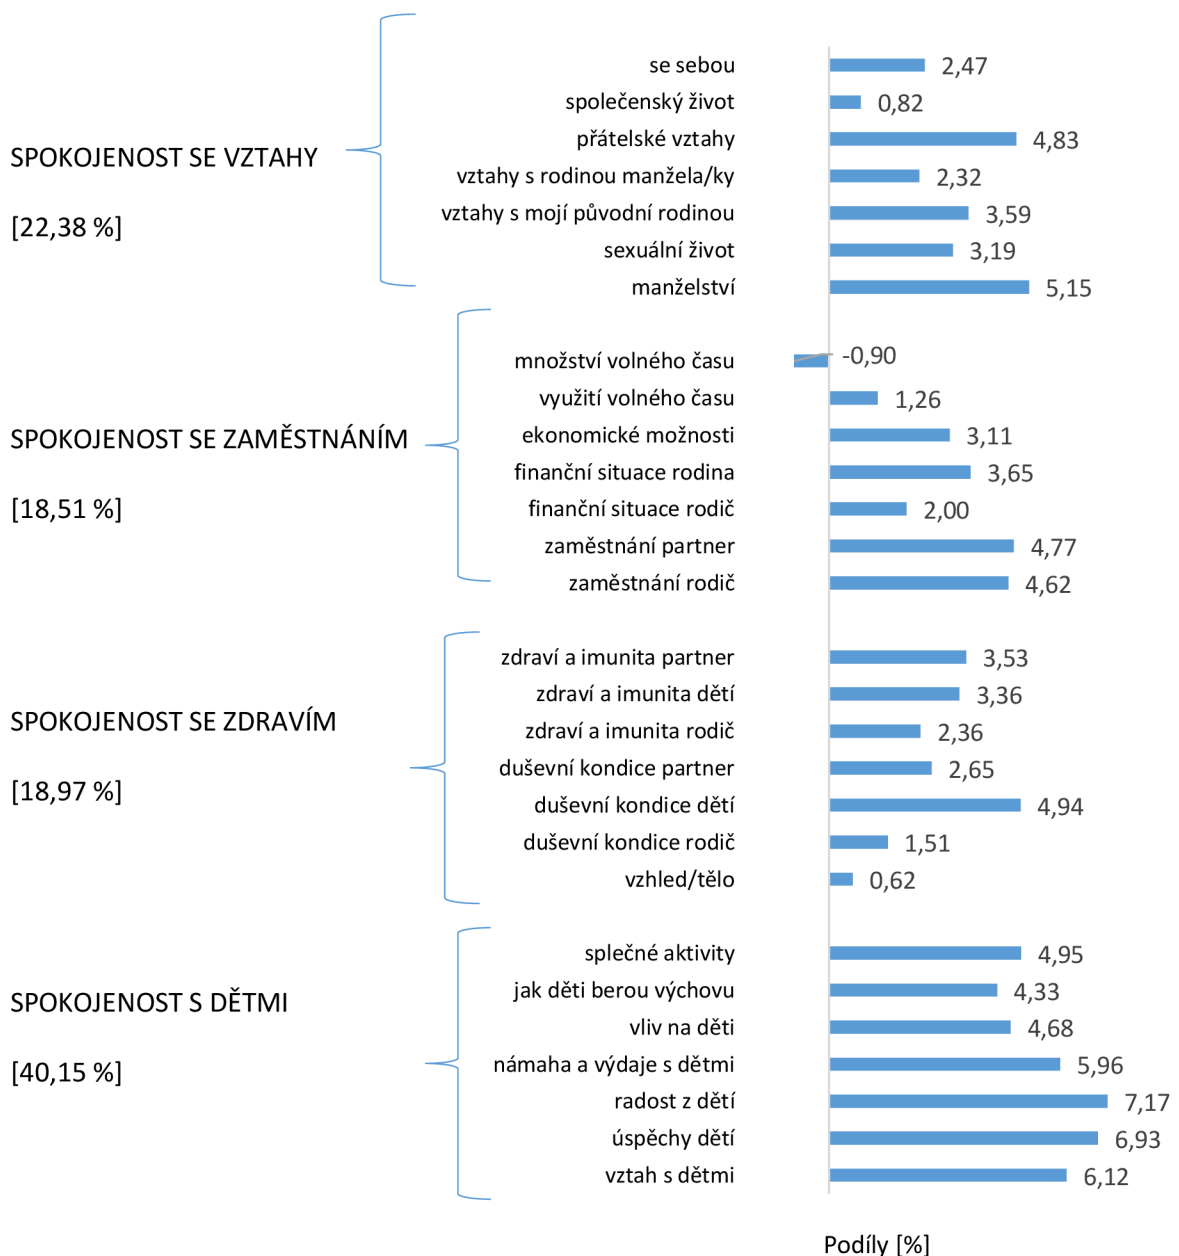 se sebou 2,47
společenský život 0,82
přátelské vztahy 4,83
SPOKOJENOST SE VZTAHY
vztahy s rodinou manžela/ky 2,32
[22,38 %]
vztahy s mojí původní rodinou 3,59
sexuální život 3,19
manželství 5,15
množství volného času -0,90
využití volného času 1,26
SPOKOJENOST SE ZAMĚSTNÁNÍM
ekonomické možnosti 3,11
finanční situace rodina 3,65
[18,51 %]
finanční situace rodič 2,00
zaměstnání partner 4,77
zaměstnání rodič 4,62
zdraví a imunita partner 3,53
zdraví a imunita dětí 3,36
SPOKOJENOST SE ZDRAVÍM
zdraví a imunita rodič 2,36
duševní kondice partner 2,65
[18,97 %]
duševní kondice dětí 4,94
duševní kondice rodič 1,51
vzhled/tělo 0,62
splečné aktivity 4,95
jak děti berou výchovu 4,33
SPOKOJENOST S DĚTMI
vliv na děti 4,68
námaha a výdaje s dětmi 5,96
[40,15 %]
radost z dětí 7,17
úspěchy dětí 6,93
vztah s dětmi 6,12
Podíly [%]